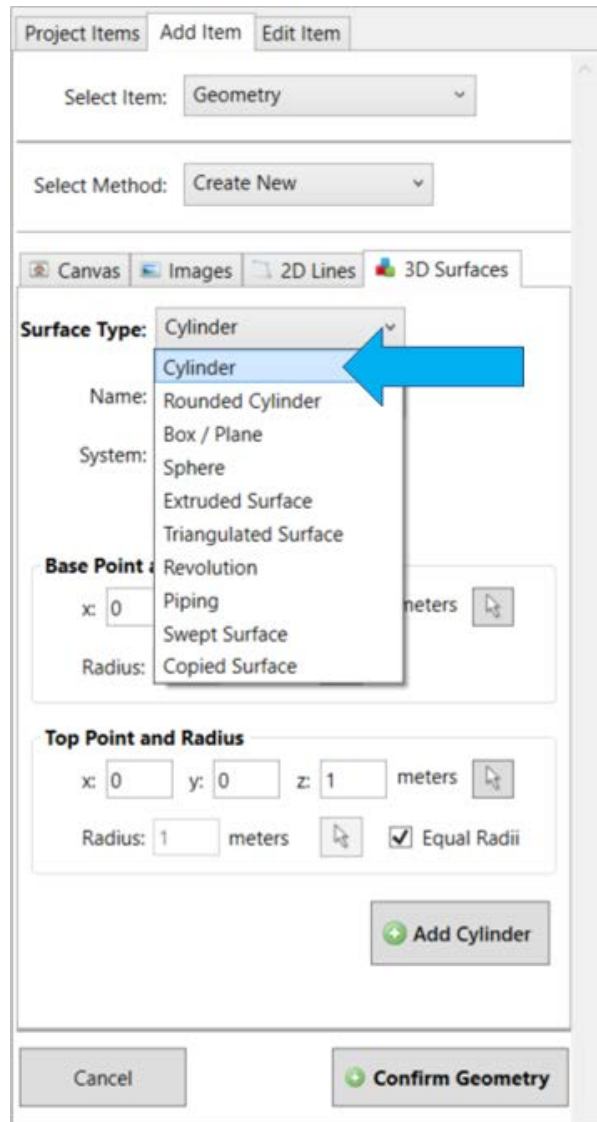 Project Items Add Item Edit Item
Select Item: Geometry
Select Method: Create New
Canvas Images 2D Lines 3D Surfaces
Surface Type: Cylinder
Cylinder
Name: Rounded Cylinder
Box / Plane
System: Sphere
Extruded Surface
Triangulated Surface
Base Point Revolution
x: 0 Piping
Swept Surface
Radius: Copied Surface
Top Point and Radius
x: 0 y: 0 z: 1 meters
Radius: 1 meters Equal Radii
Add Cylinder
Cancel Confirm Geometry